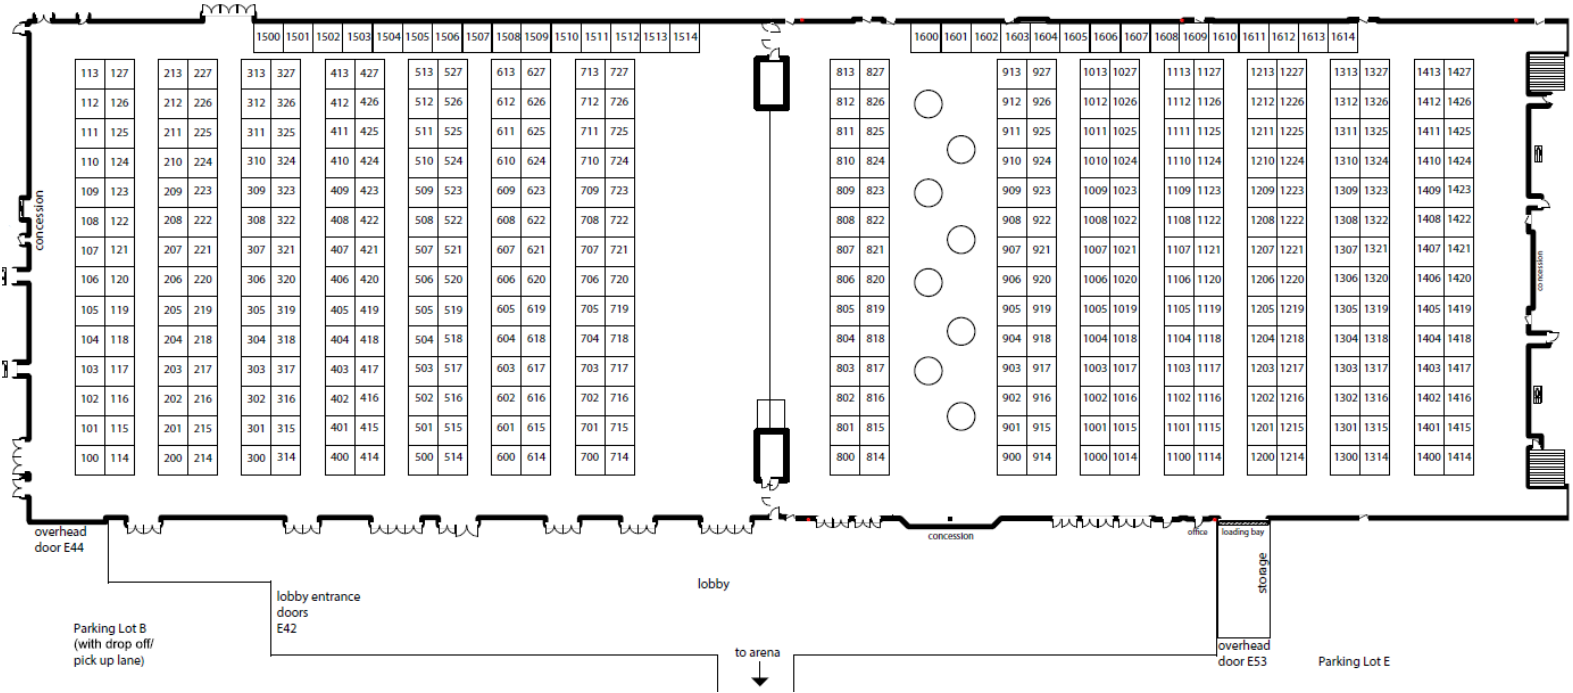 1500 1501 1502 1503 1504 1505 1506 1507 1508 1509 1510 1511 1512 1513 1514 1600 1601 1602 1603 1604 1605 1606 1607 1608 1609 1610 1611 1612 1613 1614
113 127 213 227 313 327 413 427 513 527 613 627 713 727 813 827 913 927 1013 1027 1113 1127 1213 1227 1313 1327 1413 1427
112 126 212 226 312 326 412 426 512 526 612 626 712 726 812 826 912 926 1012 1026 1112 1126 1212 1226 1312 1326 1412 1426
111 125 211 225 311 325 411 425 511 525 611 625 711 725 811 825 911 925 1011 1025 1111 1125 1211 1225 1311 1325 1411 1425
110 124 210 224 310 324 410 424 510 524 610 624 710 724 810 824 910 924 1010 1024 1110 1124 1210 1224 1310 1324 1410 1424
109 123 209 223 309 323 409 423 509 523 609 623 709 723 809 823 909 923 1009 1023 1109 1123 1209 1223 1309 1323 1409 1423
108 122 208 222 308 322 408 422 508 522 608 622 708 722 808 822 908 922 1008 1022 1108 1122 1208 1222 1308 1322 1408 1422
concession
107 121 207 221 307 321 407 421 507 521 607 621 707 721 807 821 907 921 1007 1021 1107 1121 1207 1221 1307 1321 1407 1421
106 120 206 220 306 320 406 420 506 520 606 620 706 720 806 820 906 920 1006 1020 1106 1120 1206 1220 1306 1320 1406 1420
concession
105 119 205 219 305 319 405 419 505 519 605 619 705 719 805 819 905 919 1005 1019 1105 1119 1205 1219 1305 1319 1405 1419
104 118 204 218 304 318 404 418 504 518 604 618 704 718 804 818 904 918 1004 1018 1104 1118 1204 1218 1304 1318 1404 1418
103 117 203 217 303 317 403 417 503 517 603 617 703 717 803 817 903 917 1003 1017 1103 1117 1203 1217 1303 1317 1403 1417
102 116 202 216 302 316 402 416 502 516 602 616 702 716 802 816 902 916 1002 1016 1102 1116 1202 1216 1302 1316 1402 1416
101 115 201 215 301 315 401 415 501 515 601 615 701 715 801 815 901 915 1001 1015 1101 1115 1201 1215 1301 1315 1401 1415
100 114 200 214 300 314 400 414 500 514 600 614 700 714 800 814 900 914 1000 1014 1100 1114 1200 1214 1300 1314 1400 1414
overhead
door E44
concession
office
loading bay
storage
lobby
lobby entrance
doors
E42
Parking Lot B
(with drop off/
pick up lane)
to arena
overhead
door E53
Parking Lot E